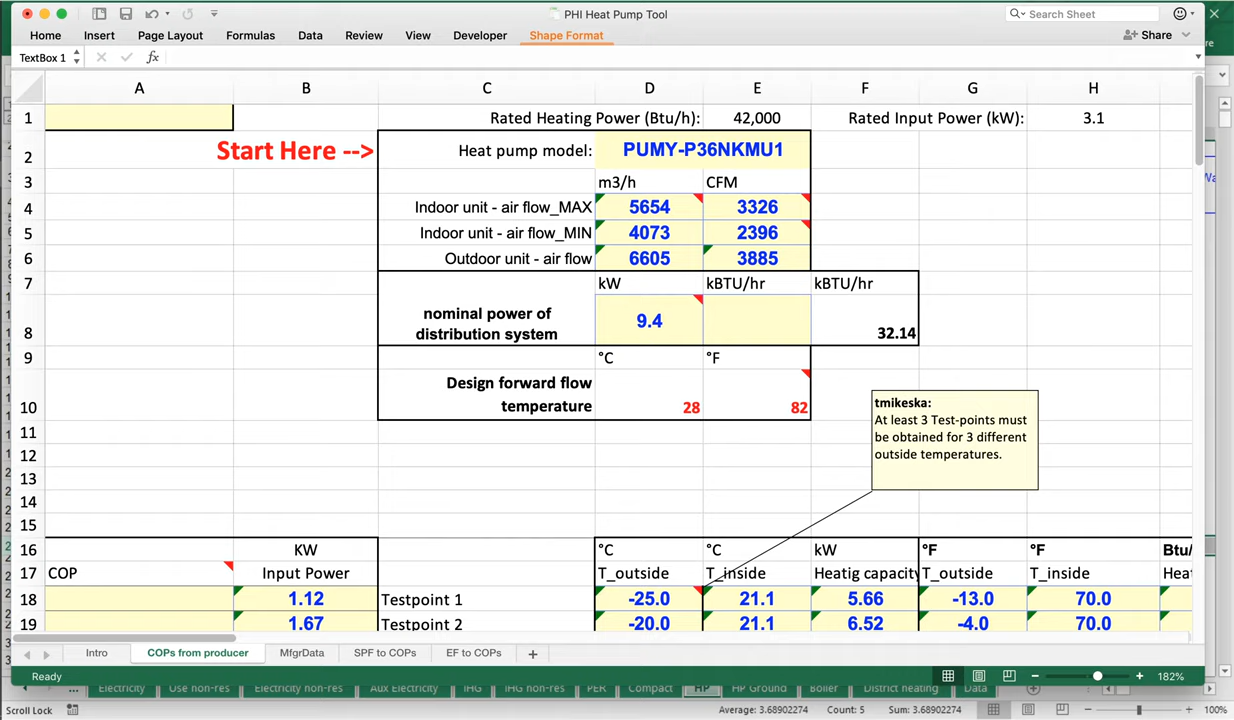 PHI Heat Pump Tool
Search Sheet
Home Insert Page Layout Formulas Data Review View Developer Shape Format
Share
TextBox 1 fx
A B C D E F G H
1 Rated Heating Power (Btu/h): 42,000 Rated Input Power (kW): 3.1
2 Start Here --> Heat pump model: PUMY-P36NKMU1
3 m3/h CFM
4 Indoor unit - air flow_MAX 5654 3326
5 Indoor unit - air flow_MIN 4073 2396
6 Outdoor unit - air flow 6605 3885
7 kW kBTU/hr kBTU/hr
nominal power of
8 distribution system 9.4 32.14
9 °C °F
Design forward flow
10 temperature 28 82
tmikeska:
At least 3 Test-points must
be obtained for 3 different
outside temperatures.
11
12
13
14
15
16 KW °C °C kW °F °F Btu/
17 COP Input Power T_outside T_inside Heatig capacity T_outside T_inside Heat
18 1.12 Testpoint 1 -25.0 21.1 5.66 -13.0 70.0
19 1.67 Testpoint 2 -20.0 21.1 6.52 -4.0 70.0
Intro COPs from producer MfgrData SPF to COPs EF to COPs
Ready 182%
... Electricity Use non-res Electricity non-res Aux Electricity IHG IHG non-res PER Compact HP HP Ground Boiler District heating Data
Scroll Lock Average: 3.68902274 Count: 5 Sum: 3.68902274 100%